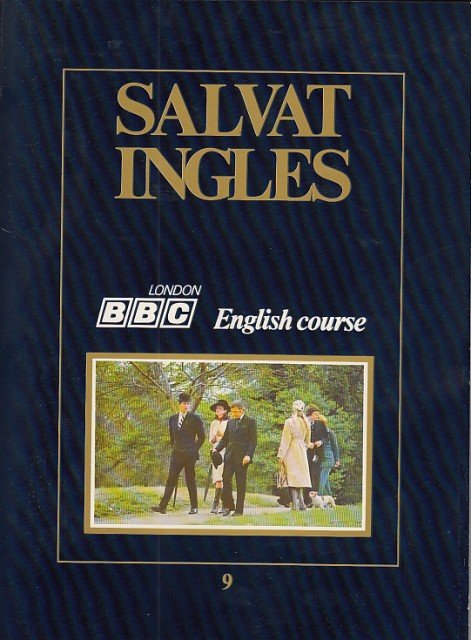 SALVAT
INGLES
LONDON
BBC English course
9